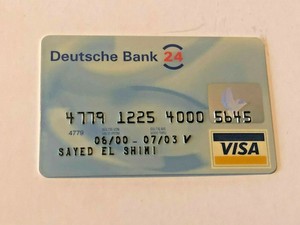 Deutsche Bank 24
4779 1225 4000 5645
4779
06/00 - 07/03 V
SAYED EL SHIMI
VISA